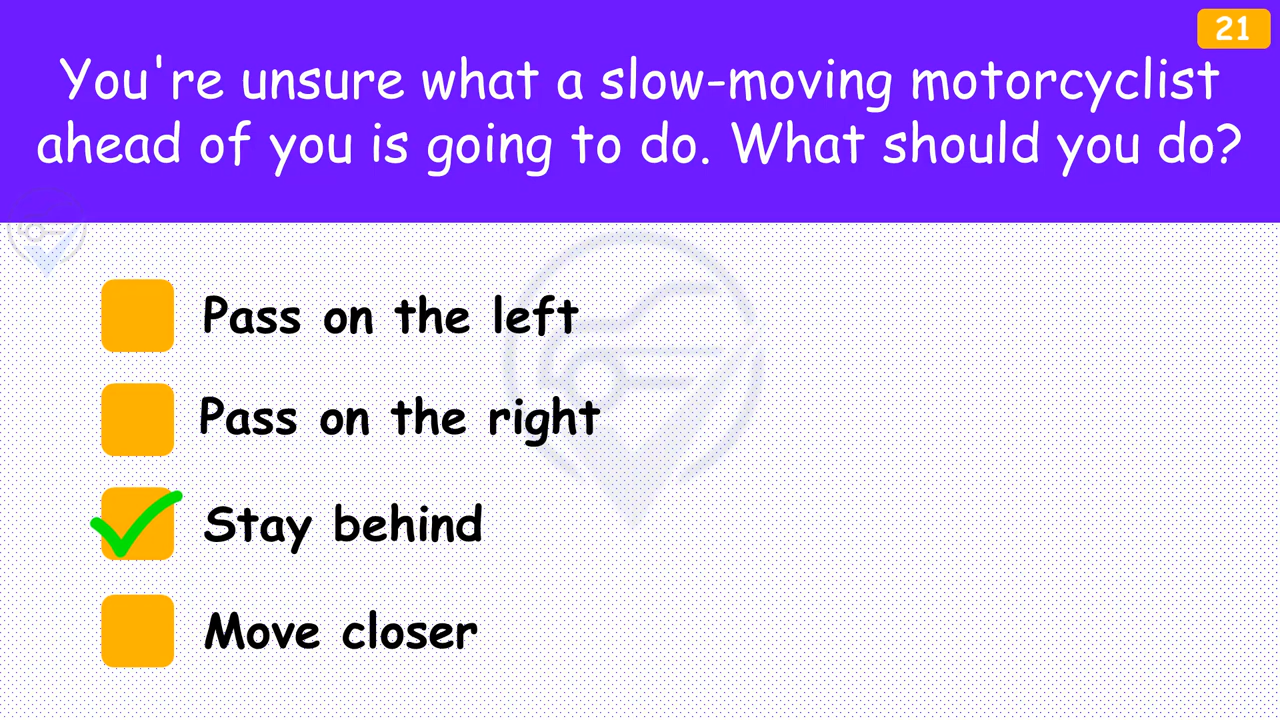 21
You're unsure what a slow-moving motorcyclist
ahead of you is going to do. What should you do?
Pass on the left
Pass on the right
Stay behind
Move closer